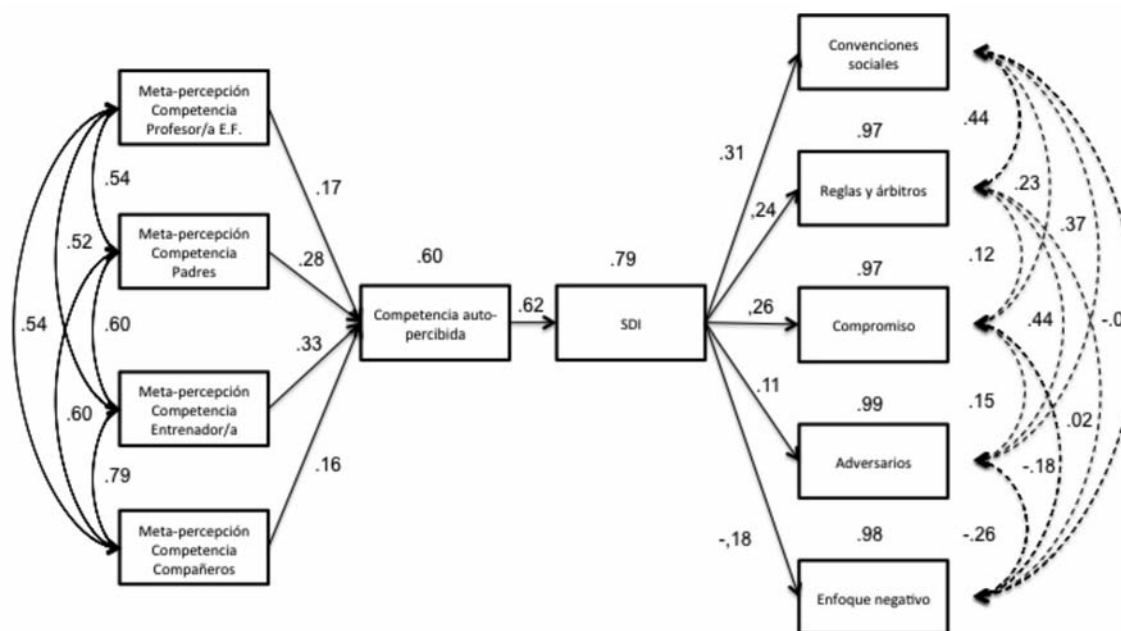 Convenciones
sociales
Meta-percepción
Competencia
Profesor/a E.F.
.97
.44
.31
.54
.17
Reglas y árbitros
.23
,24
.37
.52
Meta-percepción
Competencia
Padres
.28
.60
.79
.97
.12
.54
.60
Competencia auto-
percibida
.62
SDI
,26
Compromiso
.44
-.0
.33
.11
.99
.15
.02
.60
Meta-percepción
Competencia
Entrenador/a
Adversarios
-.18
.79
.16
-,18
.98
-.26
Meta-percepción
Competencia
Compañeros
Enfoque negativo